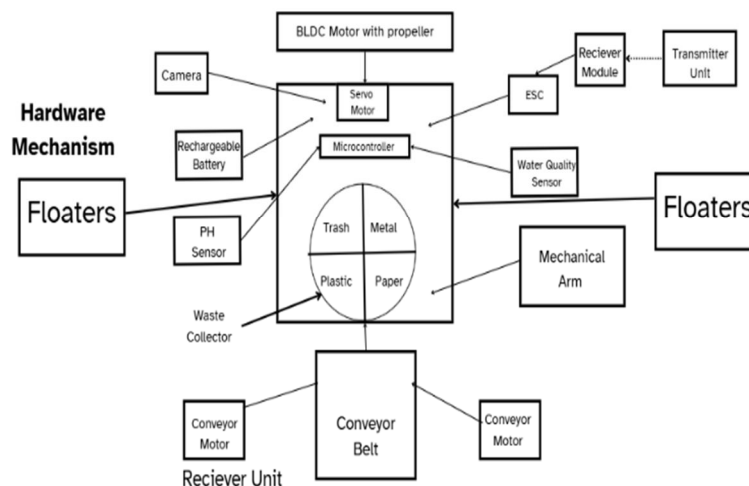 BLDC Motor with propeller
Reciever
Module
Transmitter
Unit
Camera
Servo
Motor
ESC
Hardware
Mechanism
Rechargeable
Battery
Microcontroller
Water Quality
Sensor
Floaters
Floaters
PH
Sensor
Trash
Metal
Plastic
Paper
Mechanical
Arm
Waste
Collector
Conveyor
Motor
Conveyor
Belt
Conveyor
Motor
Reciever Unit